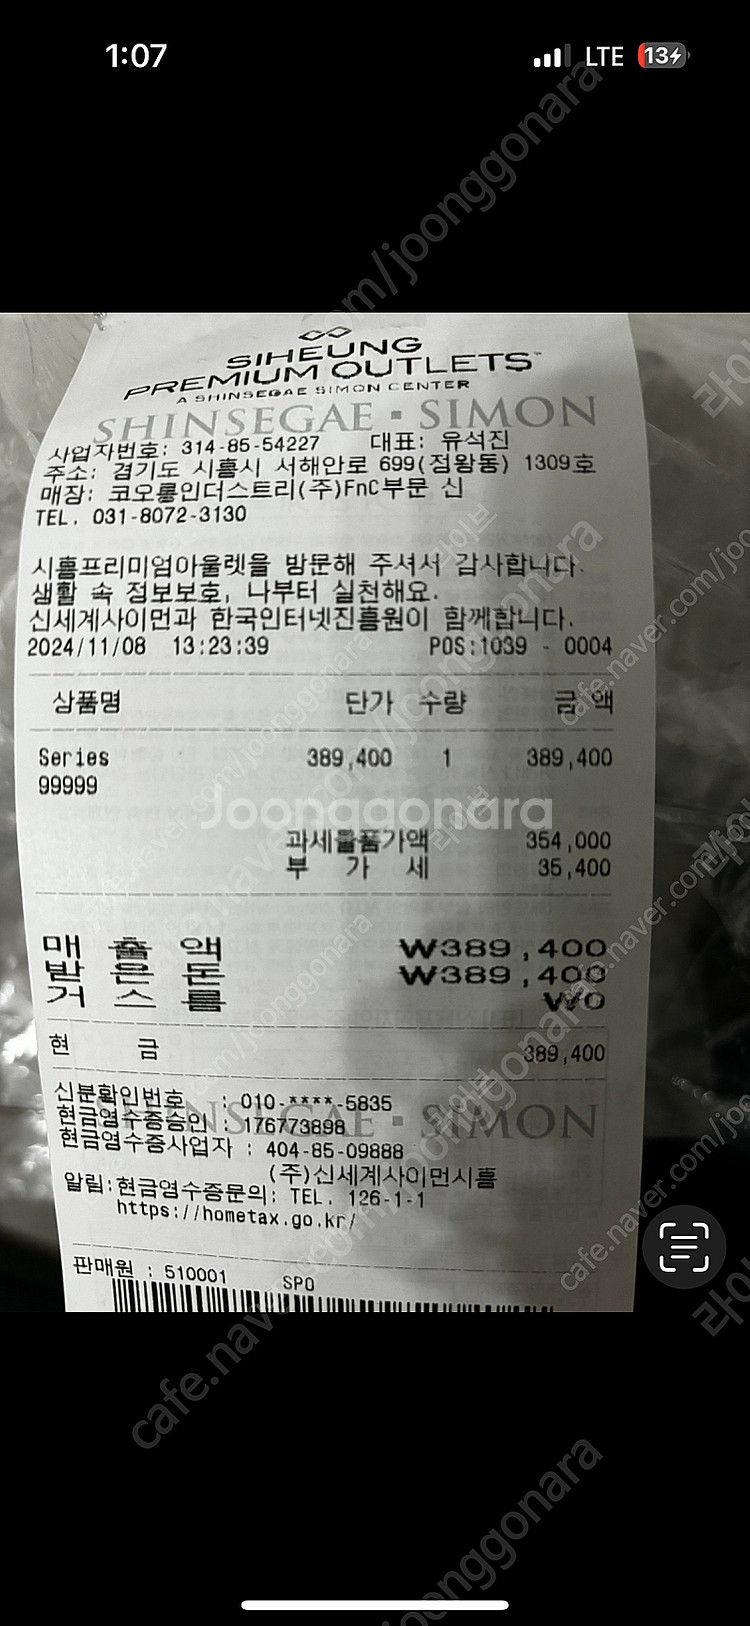 1:07 LTE 13
SIHEUNG
PREMIUM OUTLETS
A SHINSEGAE SIMON CENTER
SHINSEGAE SIMON
사업자번호: 314-85-54227 대표: 유석진
주소: 경기도 시흥시 서해안로 699(정왕동) 1309호
매장: 코오롱인더스트리(주)FnC부문 신
TEL. 031-8072-3130
시흥프리미엄아울렛을 방문해 주셔서 감사합니다.
생활 속 정보보호, 나부터 실천해요.
신세계사이먼과 한국인터넷진흥원이 함께합니다.
2024/11/08 13:23:39 POS:1039 - 0004
상품명 단가 수량 금 액
Series 389,400 1 389,400
99999
Joonggonara
과세물품가액 354,000
부 가 세 35,400
매 출 액 ₩389,400
받 은 돈 ₩389,400
거 스 름 ₩0
현 금 389,400
신분확인번호 : 010-****-5835
현금영수증승인 : 176773898
SHINSEGAE SIMON
현금영수증사업자 : 404-85-09888
(주)신세계사이먼시흥
알림:현금영수증문의: TEL. 126-1-1
https://hometax.go.kr/
판매원 : 510001 SPO
cafe.naver.com/joonggonara